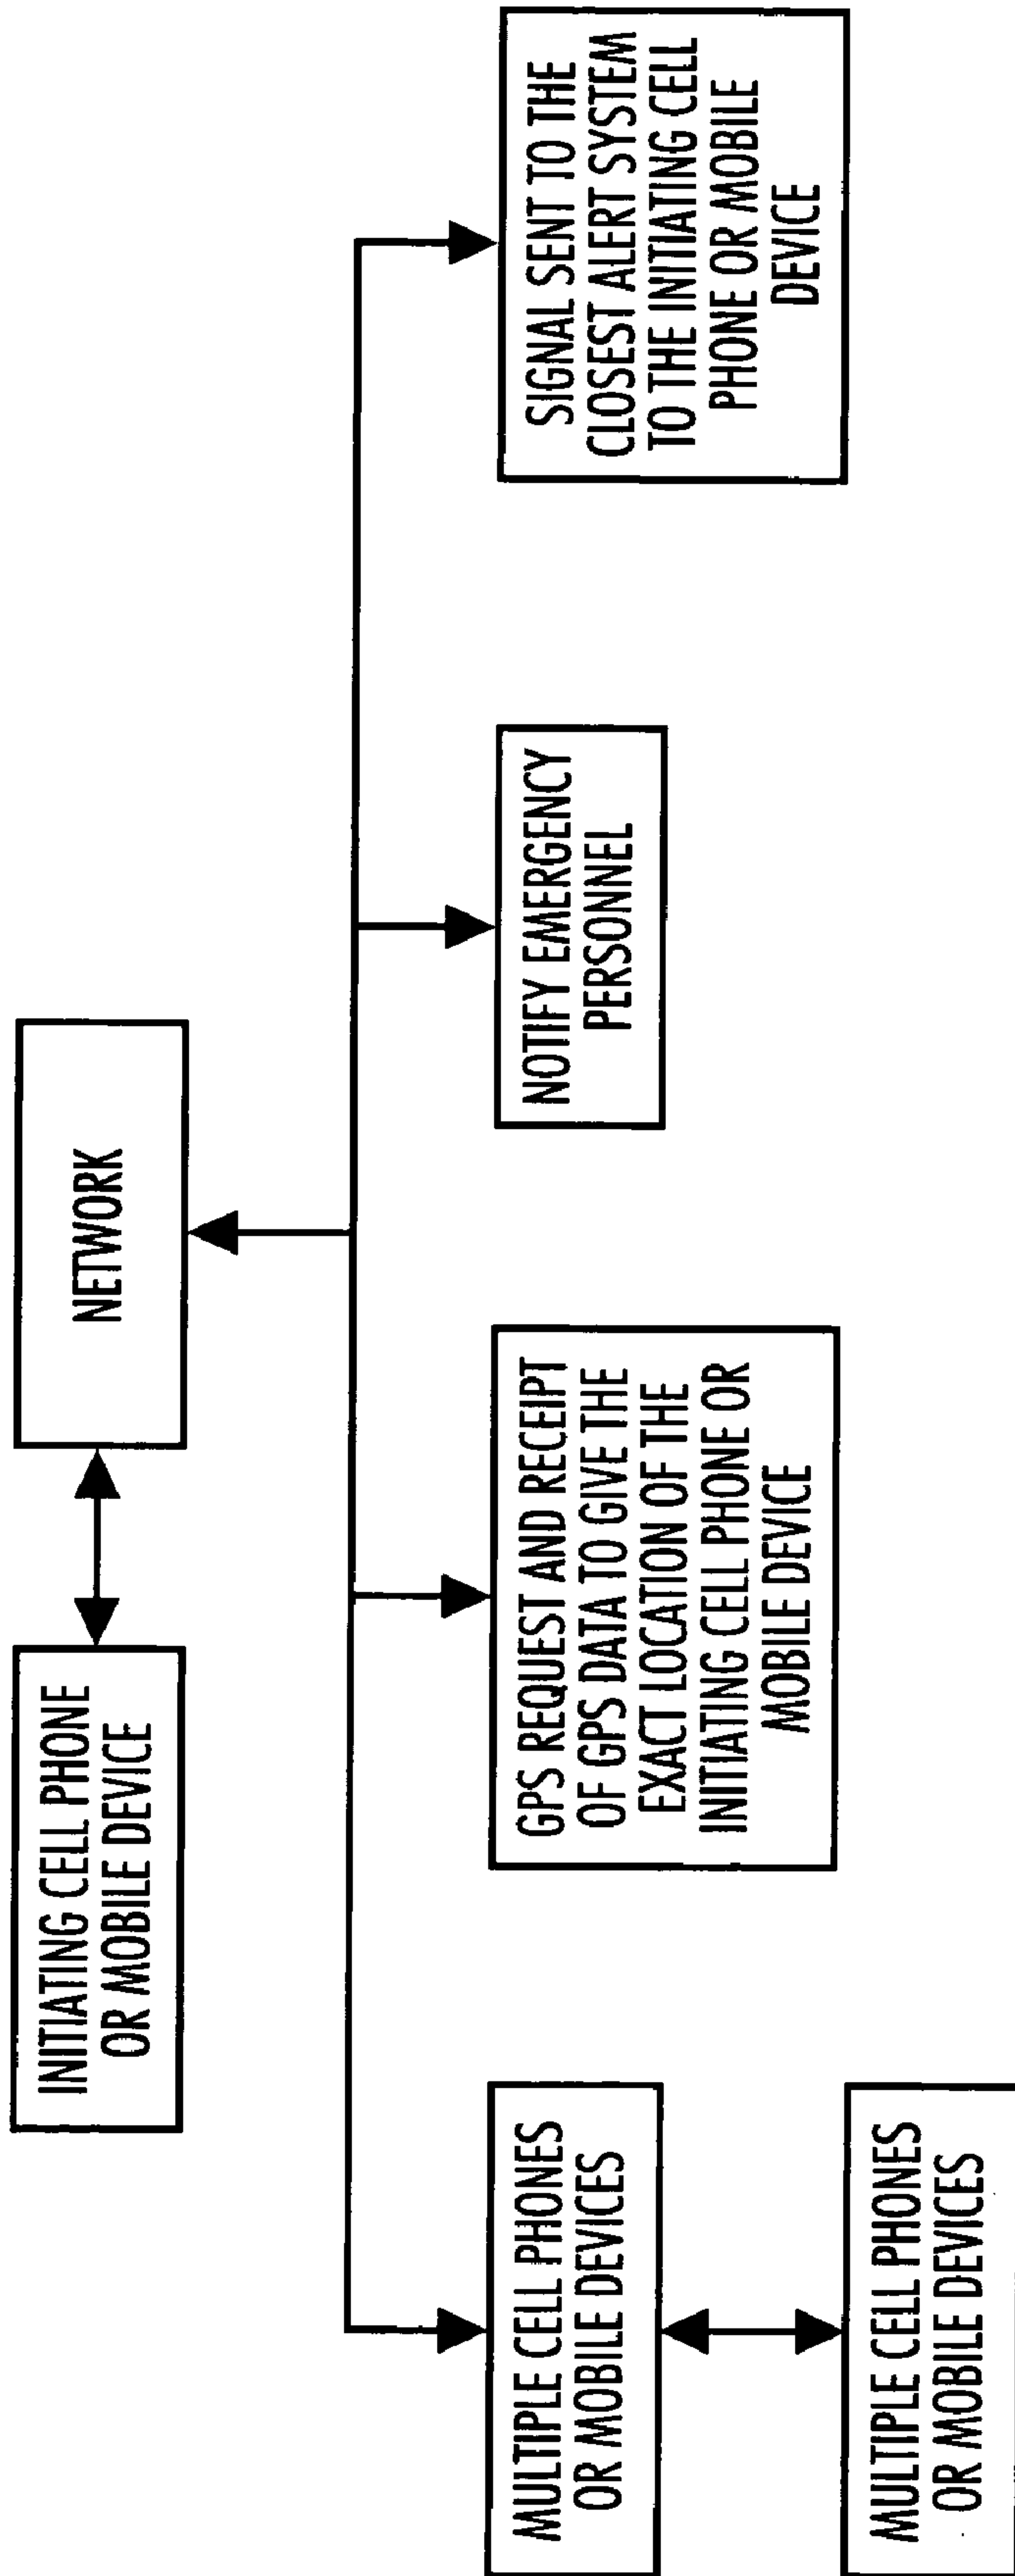 INITIATING CELL PHONE
OR MOBILE DEVICE
NETWORK
MULTIPLE CELL PHONES
OR MOBILE DEVICES
GPS REQUEST AND RECEIPT
OF GPS DATA TO GIVE THE
EXACT LOCATION OF THE
INITIATING CELL PHONE OR
MOBILE DEVICE
NOTIFY EMERGENCY
PERSONNEL
SIGNAL SENT TO THE
CLOSEST ALERT SYSTEM
TO THE INITIATING CELL
PHONE OR MOBILE
DEVICE
MULTIPLE CELL PHONES
OR MOBILE DEVICES